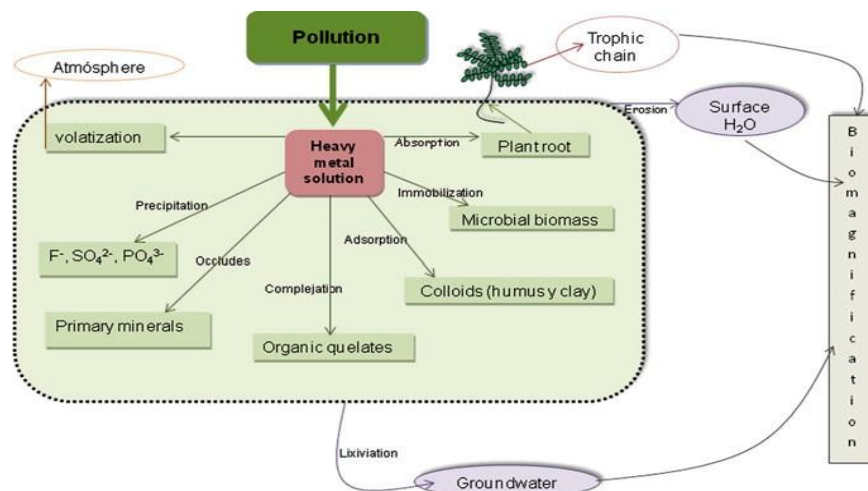 Pollution
Atmósphere
Trophic
chain
Erosion
Surface
H₂O
volatization
Heavy
metal
solution
Absorption
Plant root
Immobilization
Microbial biomass
Precipitation
F⁻, SO₄²⁻, PO₄³⁻
Occludes
Adsorption
Colloids (humus y clay)
Complejation
Primary minerals
Organic quelates
Lixiviation
Groundwater
Biomagnification